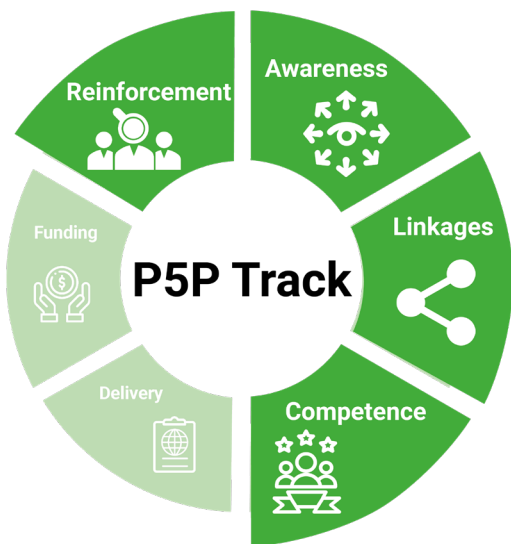 Awareness
Reinforcement
Linkages
Funding
P5P Track
Delivery
Competence
$